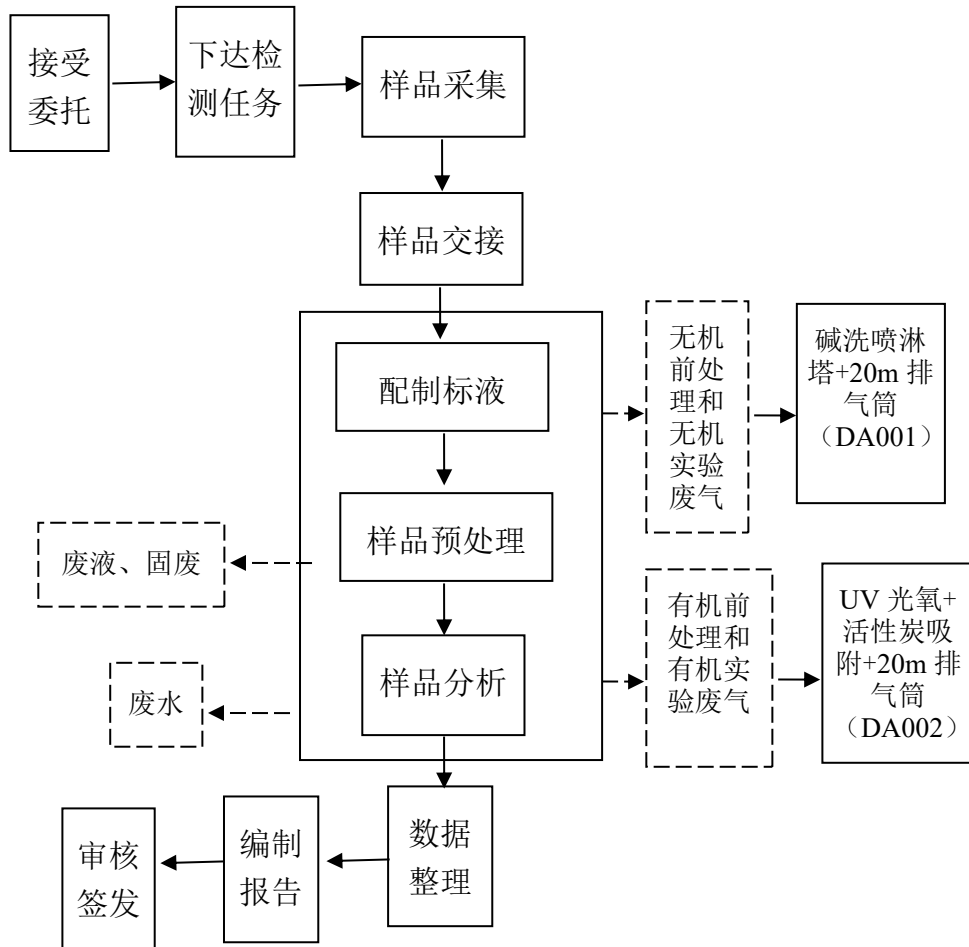 接受
委托
下达检
测任务
样品采集
样品交接
配制标液
样品预处理
样品分析
无机
前处
理和
无机
实验
废气
碱洗喷淋
塔+20m 排
气筒
（DA001）
废液、固废
废水
有机前
处理和
有机实
验废气
UV 光氧+
活性炭吸
附+20m 排
气筒
（DA002）
数据
整理
编制
报告
审核
签发